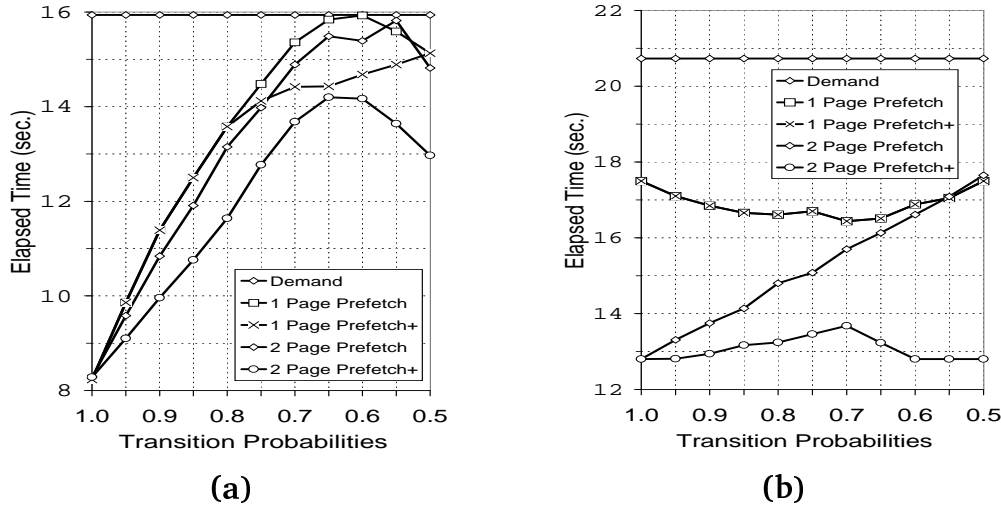 16
14
12
10
8
Elapsed Time (sec.)
Demand
1 Page Prefetch
1 Page Prefetch+
2 Page Prefetch
2 Page Prefetch+
1.0 0.9 0.8 0.7 0.6 0.5
Transition Probabilities
(a)
22
20
18
16
14
12
Elapsed Time (sec.)
Demand
1 Page Prefetch
1 Page Prefetch+
2 Page Prefetch
2 Page Prefetch+
1.0 0.9 0.8 0.7 0.6 0.5
Transition Probabilities
(b)